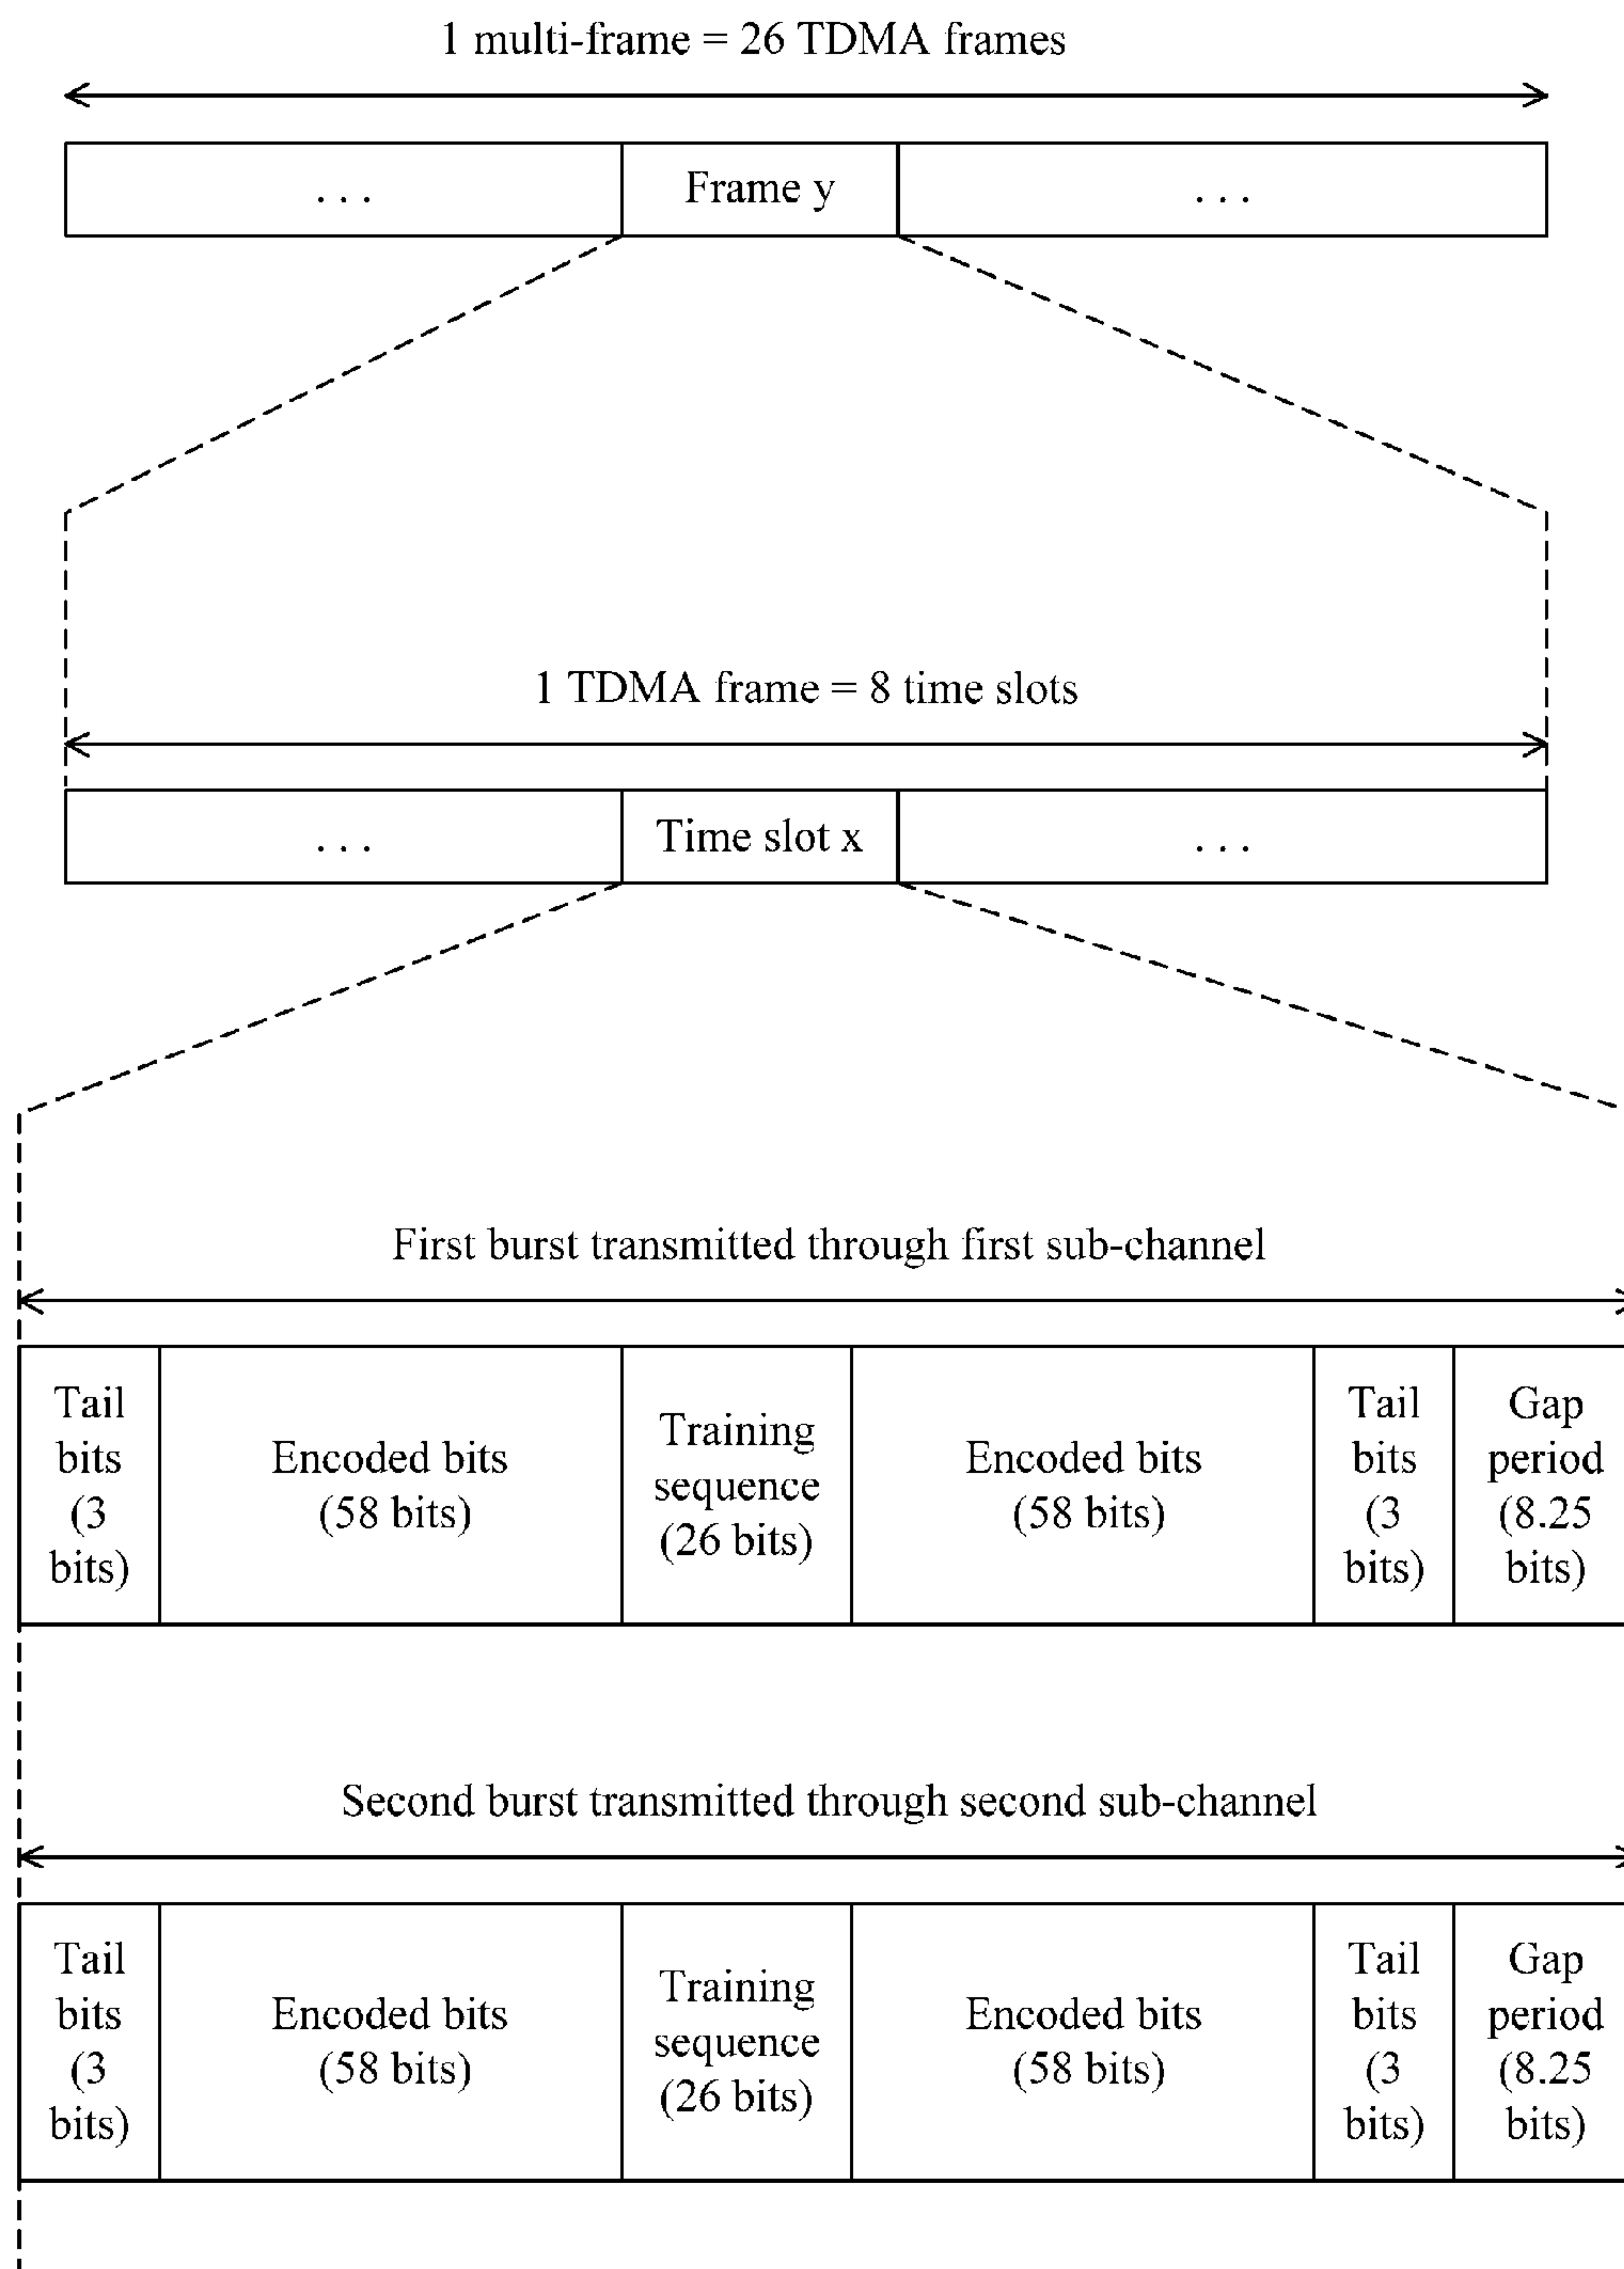 1 multi-frame = 26 TDMA frames
. . .
Frame y
. . .
1 TDMA frame = 8 time slots
. . .
Time slot x
. . .
First burst transmitted through first sub-channel
Tail
bits
(3
bits)
Encoded bits
(58 bits)
Training
sequence
(26 bits)
Encoded bits
(58 bits)
Tail
bits
(3
bits)
Gap
period
(8.25
bits)
Second burst transmitted through second sub-channel
Tail
bits
(3
bits)
Encoded bits
(58 bits)
Training
sequence
(26 bits)
Encoded bits
(58 bits)
Tail
bits
(3
bits)
Gap
period
(8.25
bits)